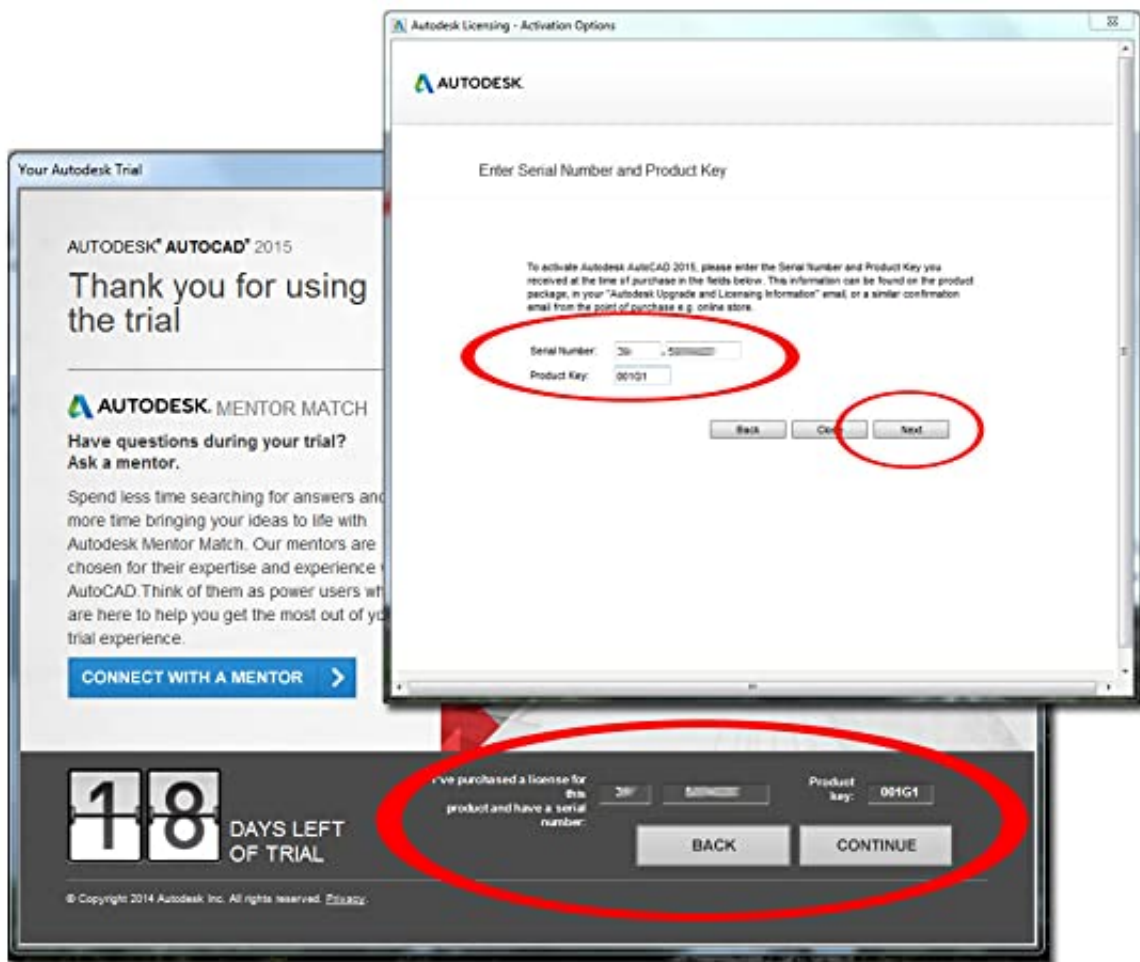 Autodesk Licensing - Activation Options
AUTODESK
Enter Serial Number and Product Key
To activate Autodesk AutoCAD 2015, please enter the Serial Number and Product Key you
received at the time of purchase in the fields below. This information can be found on the product
package, in your "Autodesk Upgrade and Licensing Information" email, or a similar confirmation
email from the point of purchase e.g. online store.
Serial Number:
Product Key: 001G1
Back Next
Your Autodesk Trial
AUTODESK® AUTOCAD® 2015
Thank you for using
the trial
AUTODESK. MENTOR MATCH
Have questions during your trial?
Ask a mentor.
Spend less time searching for answers and
more time bringing your ideas to life with
Autodesk Mentor Match. Our mentors are
chosen for their expertise and experience
AutoCAD.Think of them as power users
are here to help you get the most out of
trial experience.
CONNECT WITH A MENTOR
18
DAYS LEFT
OF TRIAL
I've purchased a license for
this
product and have a serial
number:
Product
key: 001G1
BACK CONTINUE
© Copyright 2014 Autodesk Inc. All rights reserved. Privacy.